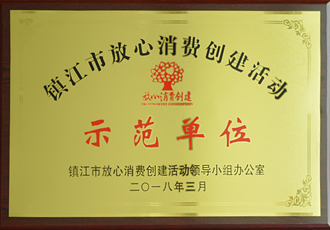 镇江市放心消费创建活动
放心消费创建
示范单位
镇江市放心消费创建活动领导小组办公室
二〇一八年三月